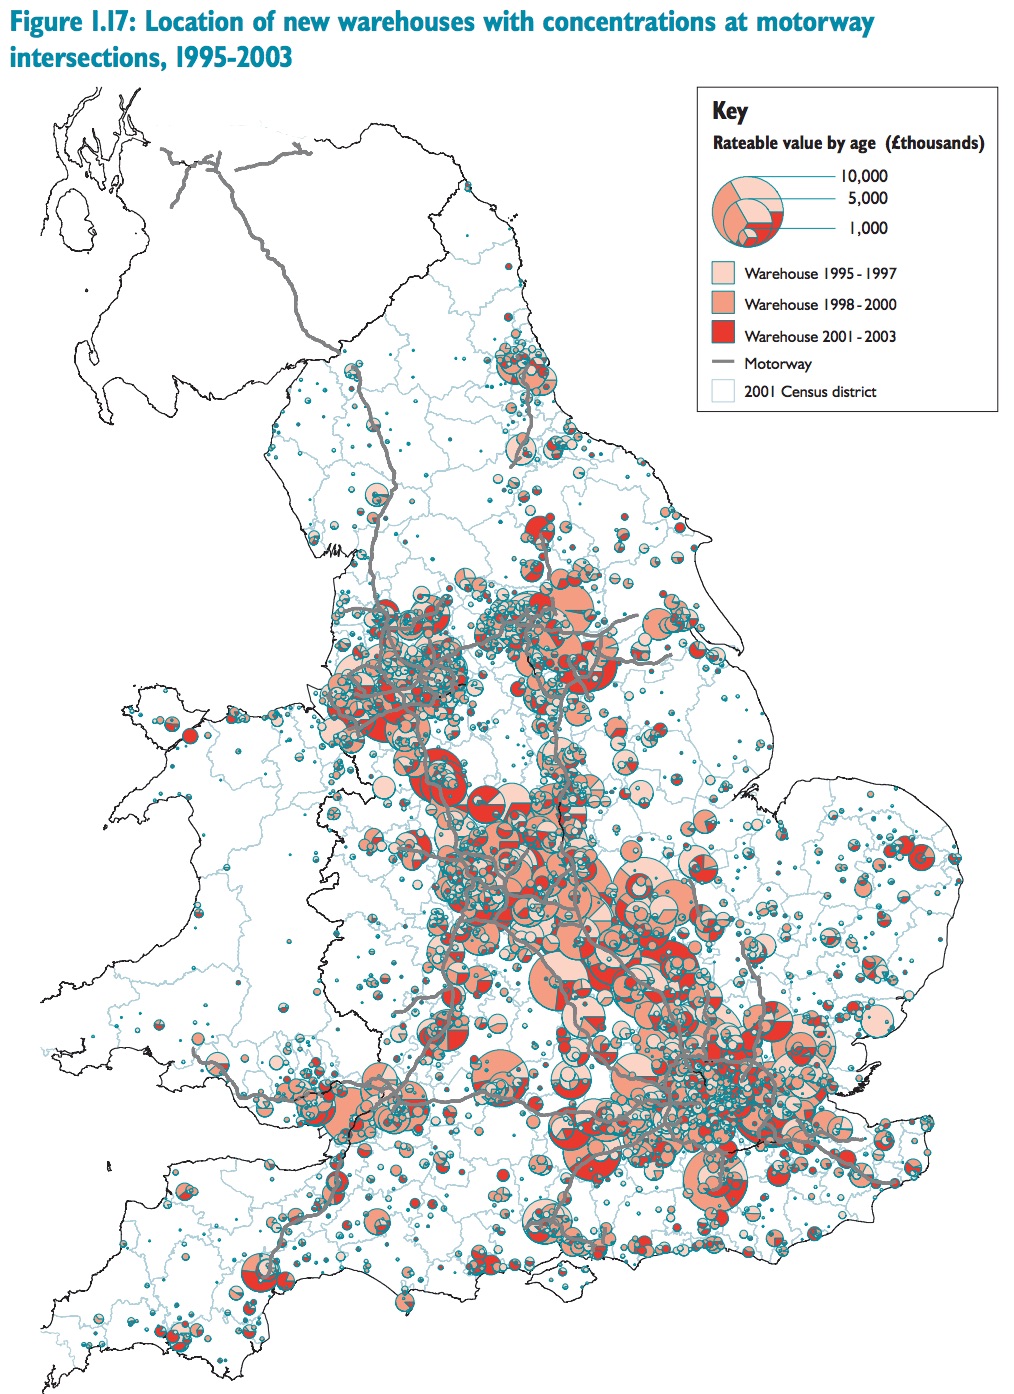 Figure 1.17: Location of new warehouses with concentrations at motorway
intersections, 1995-2003
Key
Rateable value by age (£thousands)
10,000
5,000
1,000
Warehouse 1995-1997
Warehouse 1998-2000
Warehouse 2001-2003
Motorway
2001 Census district